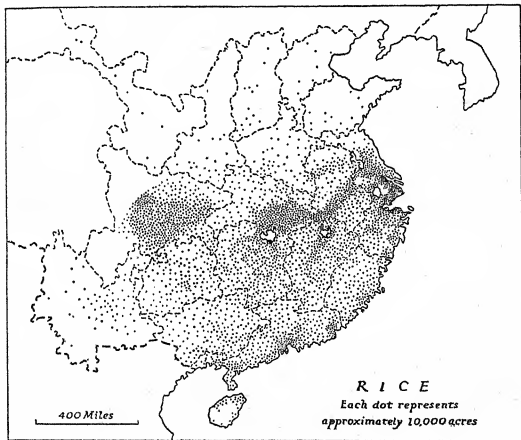 RICE
Each dot represents
approximately 10,000 acres
400 Miles